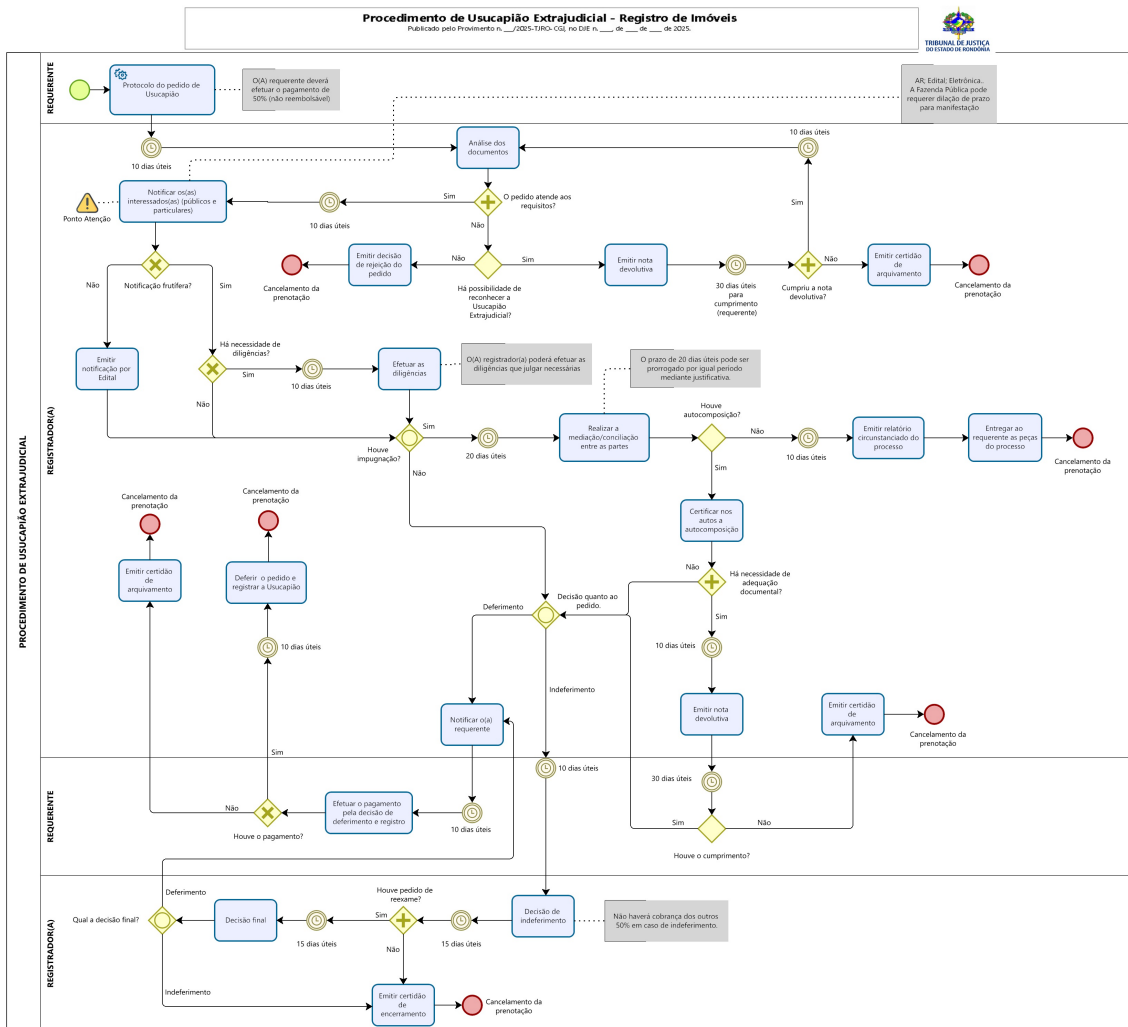 Procedimento de Usucapião Extrajudicial – Registro de Imóveis
Publicado pelo Provimento n. ___/2025-TJRO- CGJ, no DJE n. ____, de ____ de ____ de 2025.
TRIBUNAL DE JUSTIÇA
DO ESTADO DE RONDÔNIA
PROCEDIMENTO DE USUCAPIÃO EXTRAJUDICIAL
REQUERENTE
Protocolo do pedido de
Usucapião
O(A) requerente deverá
efetuar o pagamento de
50% (não reembolsável)
AR; Edital; Eletrônica..
A Fazenda Pública pode
requerer dilação de prazo
para manifestação
REGISTRADOR(A)
10 dias úteis
Análise dos
documentos
10 dias úteis
Ponto Atenção
Notificar os(as)
interessados(as) (públicos e
particulares)
10 dias úteis
Sim
O pedido atende aos
requisitos?
Não
Sim
Cancelamento da
prenotação
Emitir decisão
de rejeição do
pedido
Não
Sim
Há possibilidade de
reconhecer a
Usucapião
Extrajudicial?
Emitir nota
devolutiva
30 dias úteis
para
cumprimento
(requerente)
Cumpriu a nota
devolutiva?
Não
Emitir certidão
de
arquivamento
Cancelamento da
prenotação
Notificação frutífera?
Não
Sim
Emitir
notificação por
Edital
Há necessidade de
diligências?
Sim
Não
10 dias úteis
Efetuar as
diligências
O(A) registrador(a) poderá efetuar as
diligências que julgar necessárias
O prazo de 20 dias úteis pode ser
prorrogado por igual periodo
mediante justificativa.
Houve
impugnação?
Sim
Não
20 dias úteis
Realizar a
mediação/conciliação
entre as partes
Houve
autocomposição?
Não
Sim
10 dias úteis
Emitir relatório
circunstanciado do
processo
Entregar ao
requerente as peças
do processo
Cancelamento da
prenotação
Cancelamento da
prenotação
Cancelamento da
prenotação
Certificar nos
autos a
autocomposição
Emitir certidão
de
arquivamento
Deferir  o pedido e
registrar a Usucapião
Não
Há necessidade de
adequação
documental?
Sim
Decisão quanto ao
pedido.
Deferimento
Indeferimento
10 dias úteis
10 dias úteis
Notificar o(a)
requerente
Emitir nota
devolutiva
Emitir certidão
de
arquivamento
Cancelamento da
prenotação
Sim
REQUERENTE
10 dias úteis
30 dias úteis
Não
Houve o pagamento?
Efetuar o pagamento
pela decisão de
deferimento e registro
10 dias úteis
Sim
Não
Houve o cumprimento?
REGISTRADOR(A)
Deferimento
Qual a decisão final?
Indeferimento
Decisão final
15 dias úteis
Houve pedido de
reexame?
Sim
Não
15 dias úteis
Decisão de
indeferimento
Não haverá cobrança dos outros
50% em caso de indeferimento.
Emitir certidão
de
encerramento
Cancelamento da
prenotação